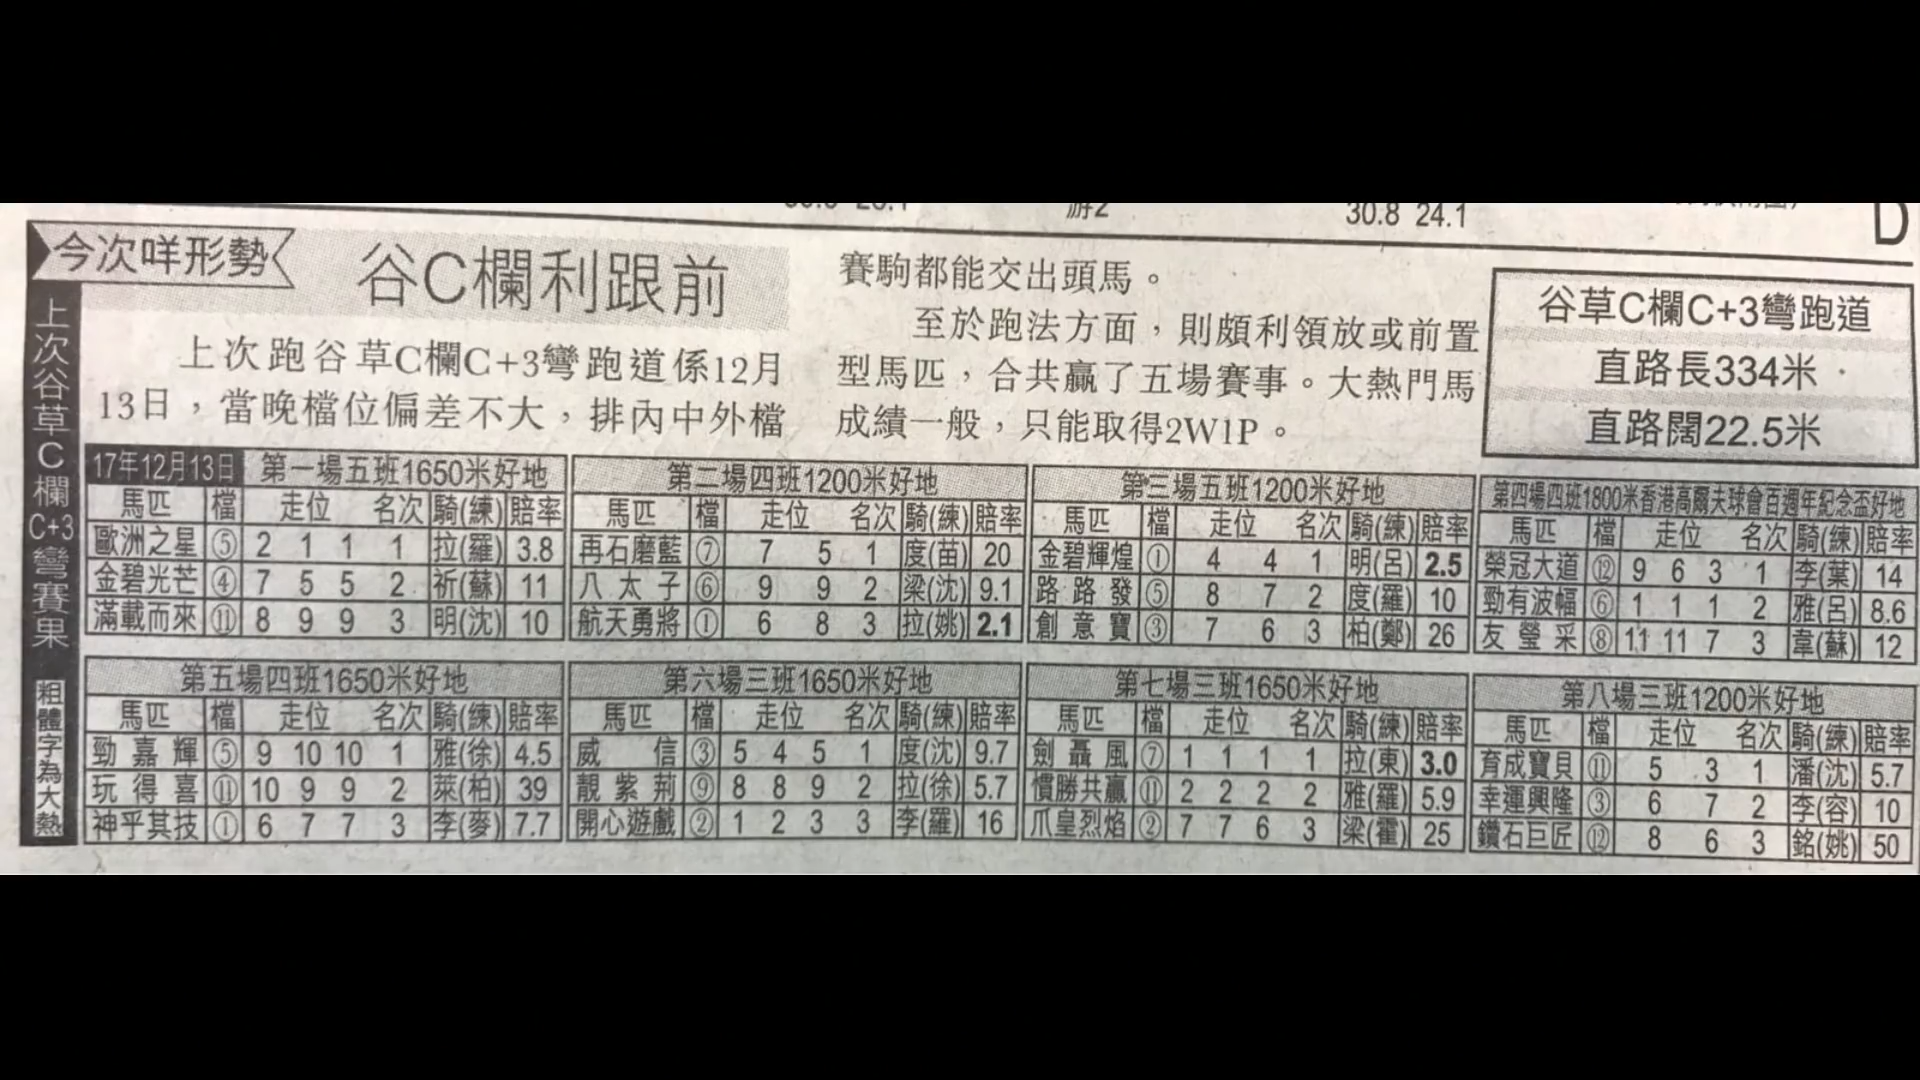 30.8 24.1
D
今次咩形勢
谷C欄利跟前
上次跑谷草C欄C+3彎跑道係12月
13日，當晚檔位偏差不大，排內中外檔
賽駒都能交出頭馬。
至於跑法方面，則頗利領放或前置
型馬匹，合共贏了五場賽事。大熱門馬
成績一般，只能取得2W1P。
谷草C欄C+3彎跑道
直路長334米
直路闊22.5米
上次谷草C欄C+3彎賽果 粗體字為大熱
17年12月13日 第一場五班1650米好地
馬匹 檔 走位 名次 騎(練) 賠率
歐洲之星 ⑤ 2 1 1 1 拉(羅) 3.8
金碧光芒 ④ 7 5 5 2 祈(蘇) 11
滿載而來 ⑪ 8 9 9 3 明(沈) 10
第二場四班1200米好地
馬匹 檔 走位 名次 騎(練) 賠率
再石磨藍 ⑦ 7 5 1 度(苗) 20
八太子 ⑥ 9 9 2 梁(沈) 9.1
航天勇將 ① 6 8 3 拉(姚) 2.1
第三場五班1200米好地
馬匹 檔 走位 名次 騎(練) 賠率
金碧輝煌 ① 4 4 1 明(呂) 2.5
路路發 ⑤ 8 7 2 度(羅) 10
創意寶 ③ 7 6 3 柏(鄭) 26
第四場四班1800米香港高爾夫球會百週年紀念盃好地
馬匹 檔 走位 名次 騎(練) 賠率
榮冠大道 ⑫ 9 6 3 1 李(葉) 14
勁有波幅 ⑥ 1 1 1 2 雅(呂) 8.6
友瑩采 ⑧ 11 11 7 3 韋(蘇) 12
第五場四班1650米好地
馬匹 檔 走位 名次 騎(練) 賠率
勁嘉輝 ⑤ 9 10 10 1 雅(徐) 4.5
玩得喜 ⑪ 10 9 9 2 萊(柏) 39
神乎其技 ① 6 7 7 3 李(麥) 7.7
第六場三班1650米好地
馬匹 檔 走位 名次 騎(練) 賠率
威信 ③ 5 4 5 1 度(沈) 9.7
靚紫荊 ⑨ 8 8 9 2 拉(徐) 5.7
開心遊戲 ② 1 2 3 3 李(羅) 16
第七場三班1650米好地
馬匹 檔 走位 名次 騎(練) 賠率
劍聶風 ⑦ 1 1 1 1 拉(東) 3.0
慣勝共贏 ⑪ 2 2 2 2 雅(羅) 5.9
爪皇烈焰 ② 7 7 6 3 梁(霍) 25
第八場三班1200米好地
馬匹 檔 走位 名次 騎(練) 賠率
育成寶貝 ⑪ 5 3 1 潘(沈) 5.7
幸運興隆 ③ 6 7 2 李(容) 10
鑽石巨匠 ⑫ 8 6 3 銘(姚) 50